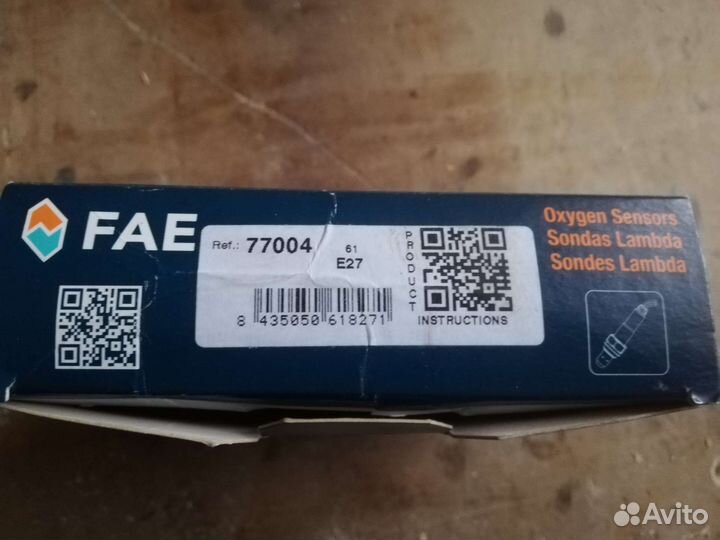 FAE
Ref.: 77004
61
E27
8 435050 618271
PRODUCT
INSTRUCTIONS
Oxygen Sensors
Sondas Lambda
Sondes Lambda
Avito